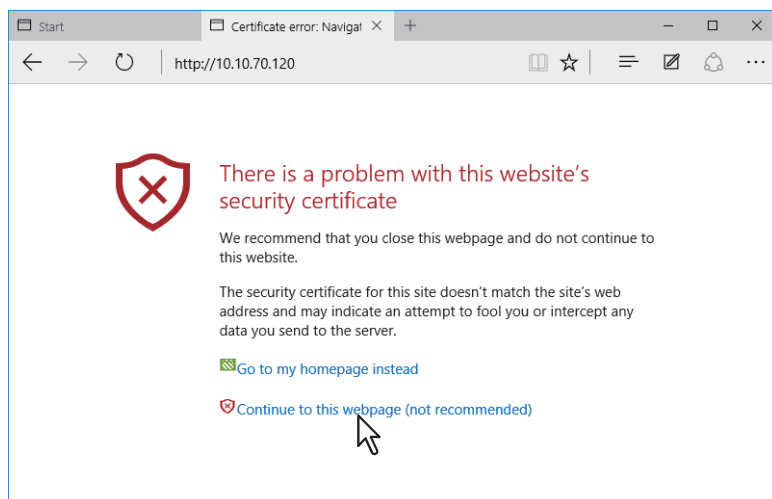 Start
Certificate error: Navigat
http://10.10.70.120
There is a problem with this website's
security certificate
We recommend that you close this webpage and do not continue to
this website.
The security certificate for this site doesn't match the site's web
address and may indicate an attempt to fool you or intercept any
data you send to the server.
Go to my homepage instead
Continue to this webpage (not recommended)